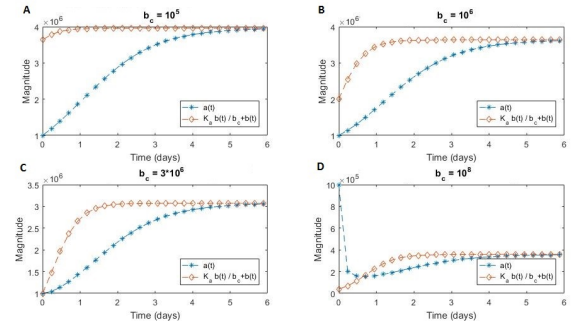 A
b_c = 10^5
×10^6
4
3
2
1
Magnitude
a(t)
K_a b(t) / b_c+b(t)
0 1 2 3 4 5 6
Time (days)
B
b_c = 10^6
×10^6
4
3
2
1
Magnitude
a(t)
K_a b(t) / b_c+b(t)
0 1 2 3 4 5 6
Time (days)
C
b_c = 3*10^6
×10^6
3.5
3
2.5
2
1.5
1
Magnitude
a(t)
K_a b(t) / b_c+b(t)
0 1 2 3 4 5 6
Time (days)
D
b_c = 10^8
×10^5
10
8
6
4
2
0
Magnitude
a(t)
K_a b(t) / b_c+b(t)
0 1 2 3 4 5 6
Time (days)